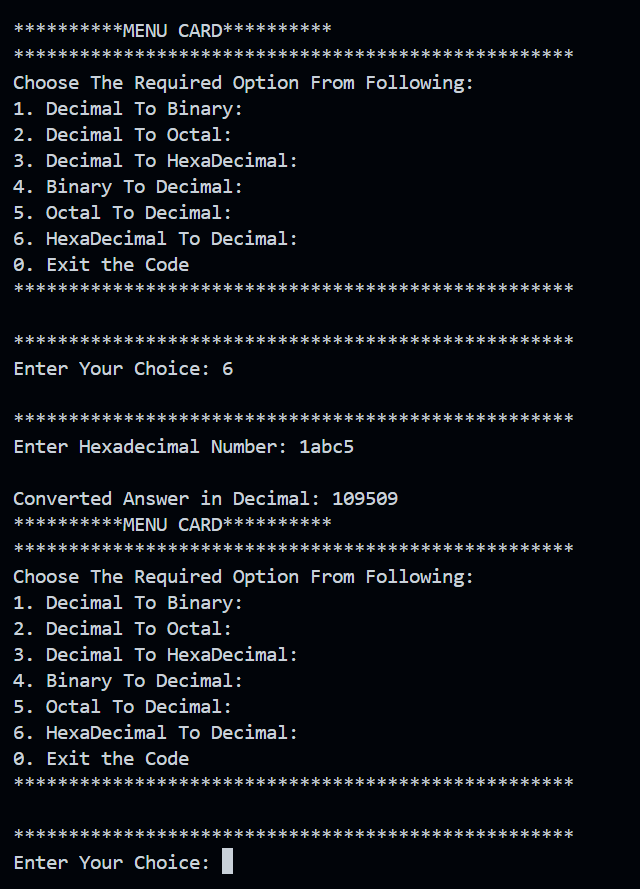 **********MENU CARD**********
***************************************************
Choose The Required Option From Following:
1. Decimal To Binary:
2. Decimal To Octal:
3. Decimal To HexaDecimal:
4. Binary To Decimal:
5. Octal To Decimal:
6. HexaDecimal To Decimal:
0. Exit the Code
***************************************************
***************************************************
Enter Your Choice: 6
***************************************************
Enter Hexadecimal Number: 1abc5
Converted Answer in Decimal: 109509
**********MENU CARD**********
***************************************************
Choose The Required Option From Following:
1. Decimal To Binary:
2. Decimal To Octal:
3. Decimal To HexaDecimal:
4. Binary To Decimal:
5. Octal To Decimal:
6. HexaDecimal To Decimal:
0. Exit the Code
***************************************************
***************************************************
Enter Your Choice: